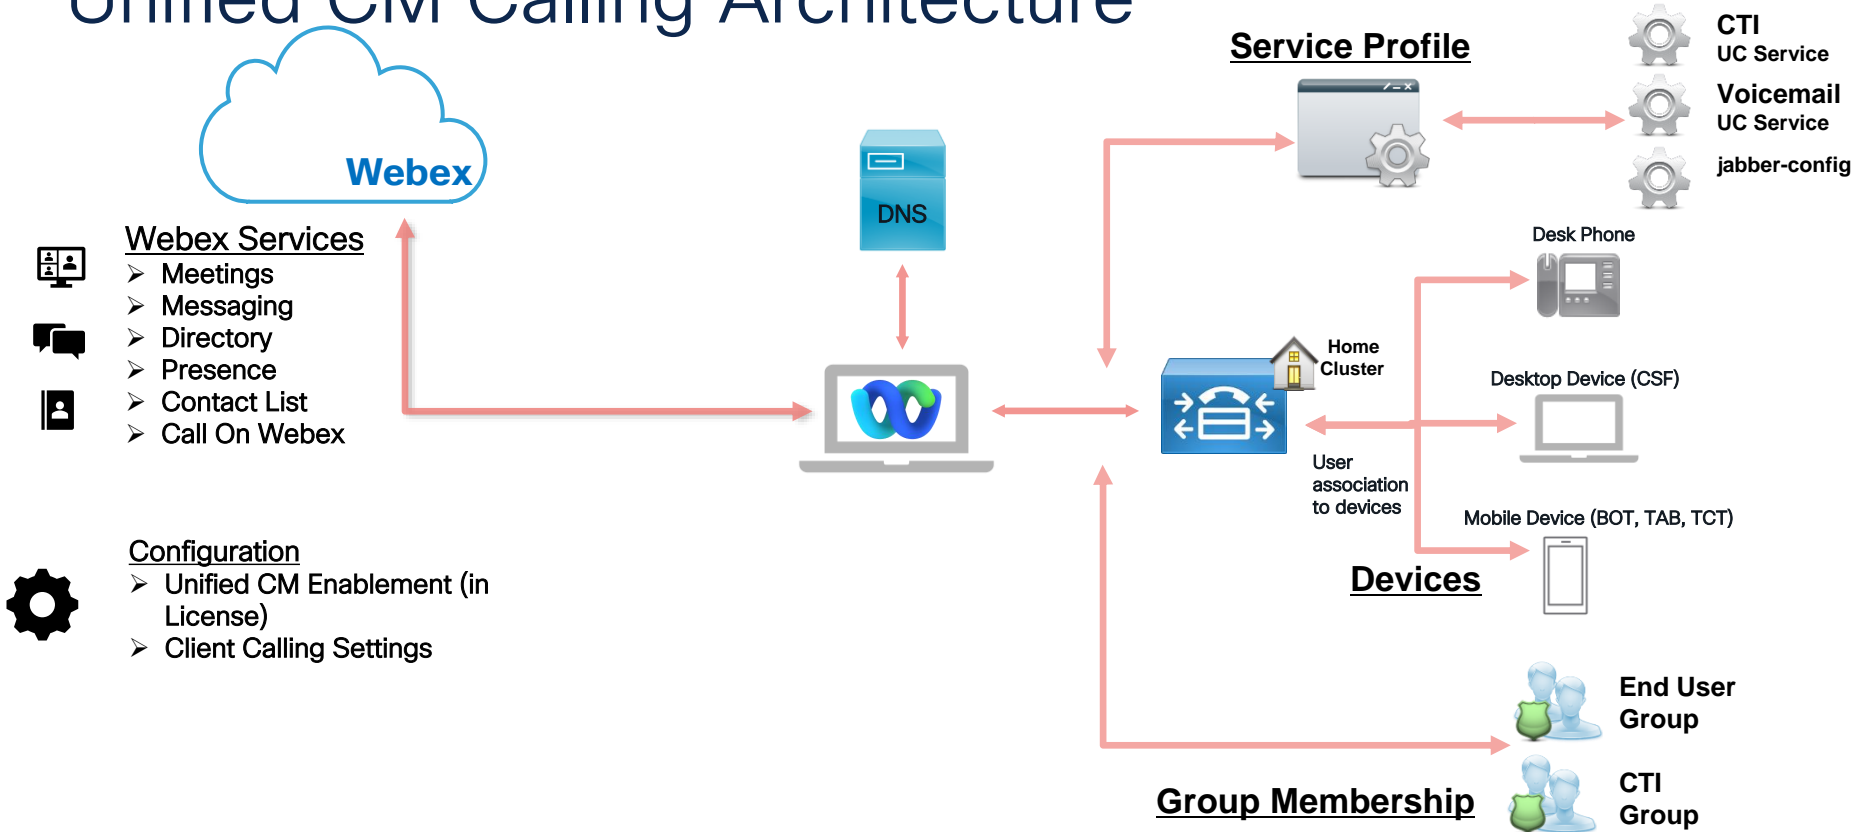 Unified CM Calling Architecture
Webex
Webex Services
➢ Meetings
➢ Messaging
➢ Directory
➢ Presence
➢ Contact List
➢ Call On Webex
Configuration
➢ Unified CM Enablement (in
License)
➢ Client Calling Settings
DNS
Service Profile
CTI
UC Service
Voicemail
UC Service
jabber-config
Home
Cluster
User
association
to devices
Desk Phone
Desktop Device (CSF)
Mobile Device (BOT, TAB, TCT)
Devices
End User
Group
Group Membership
CTI
Group